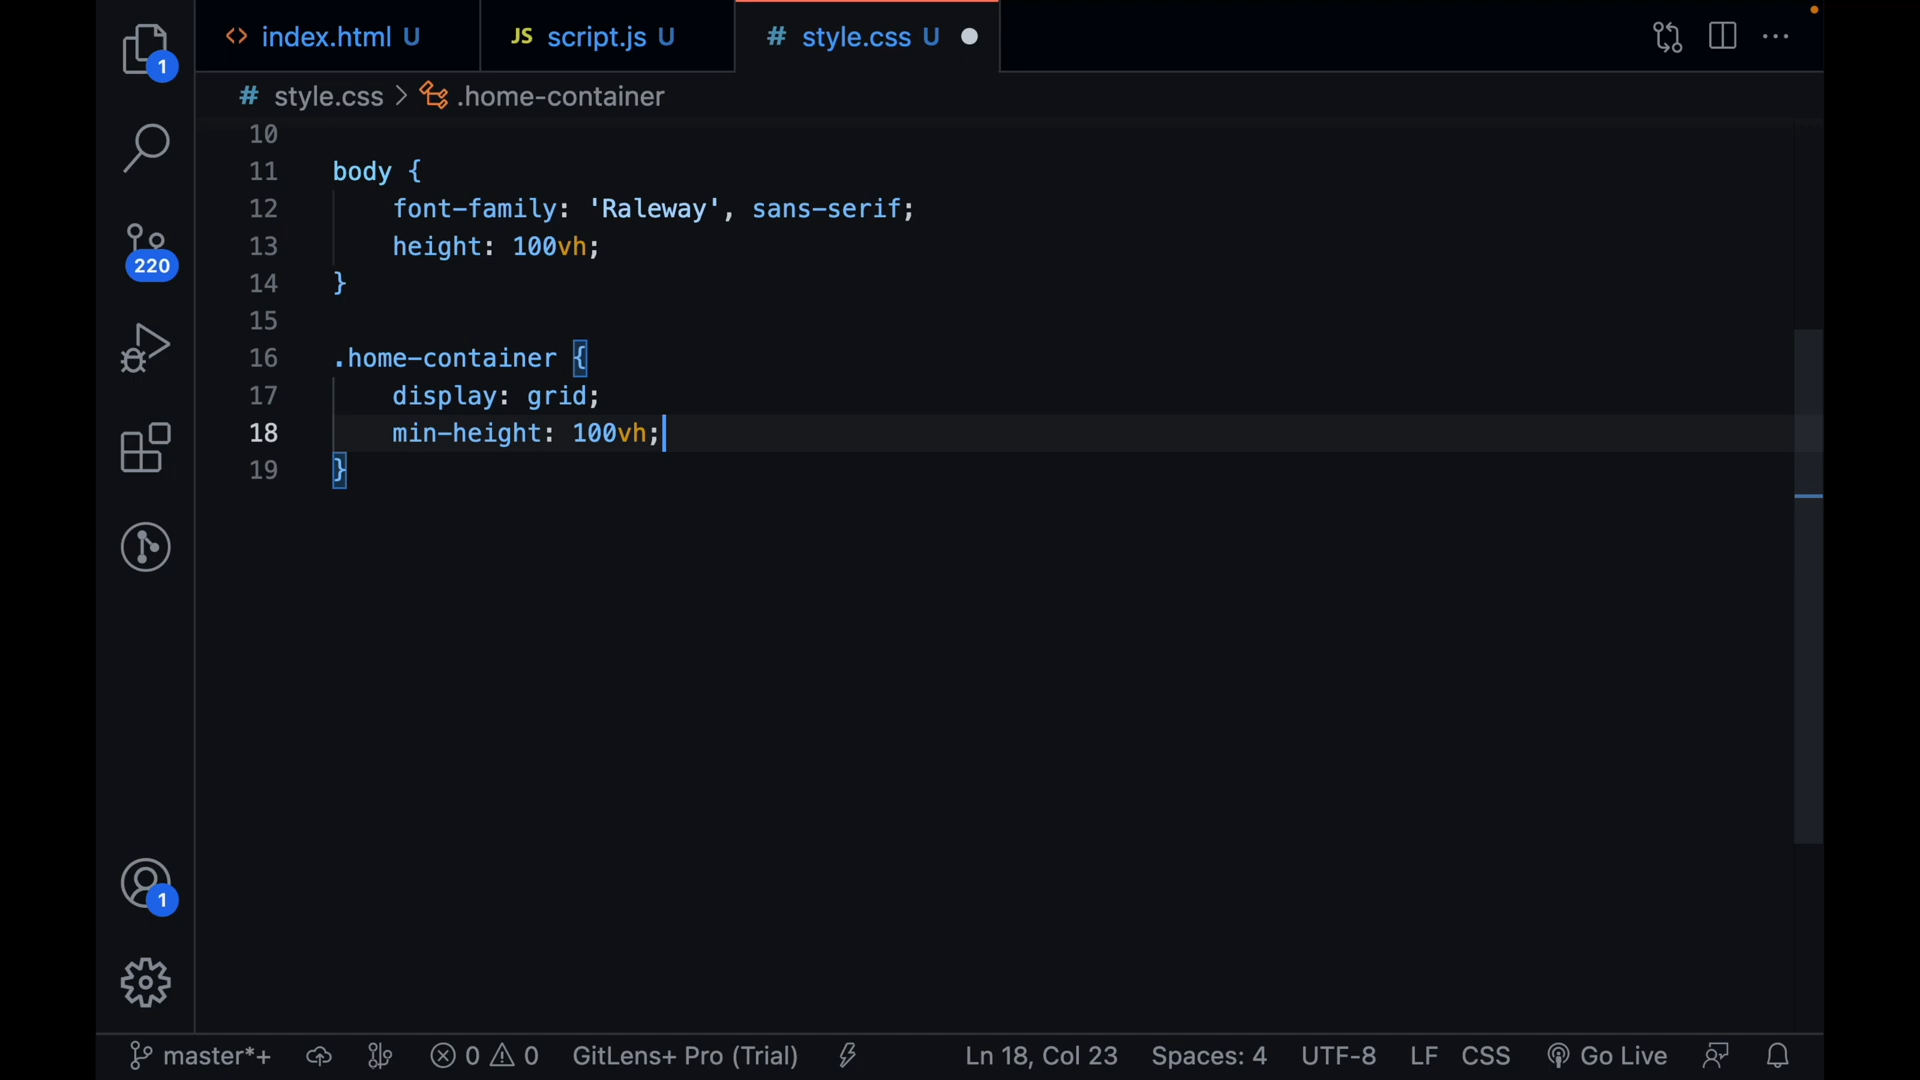 index.html U
JS script.js U
# style.css U
# style.css > .home-container
10
11 body {
12 font-family: 'Raleway', sans-serif;
13 height: 100vh;
14 }
15
16 .home-container {
17 display: grid;
18 min-height: 100vh;
19 }
1
220
1
master*+ 0 0 GitLens+ Pro (Trial) Ln 18, Col 23 Spaces: 4 UTF-8 LF CSS Go Live